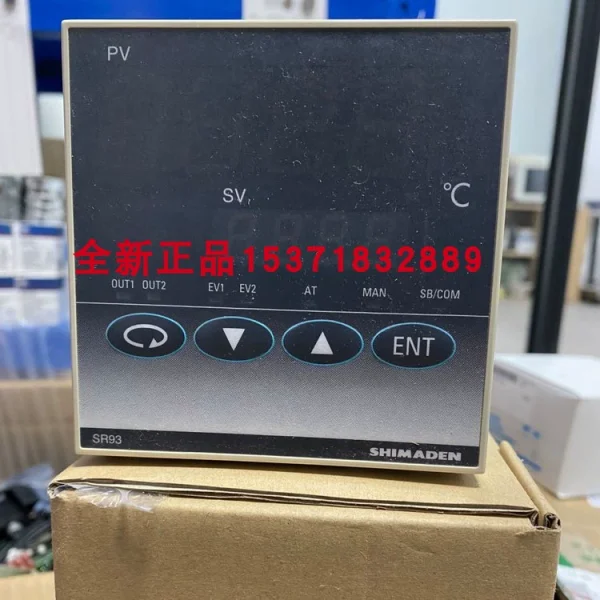 PV
SV
℃
全新正品15371832889
OUT1 OUT2 EV1 EV2 AT MAN SB/COM
ENT
SR93
SHIMADEN